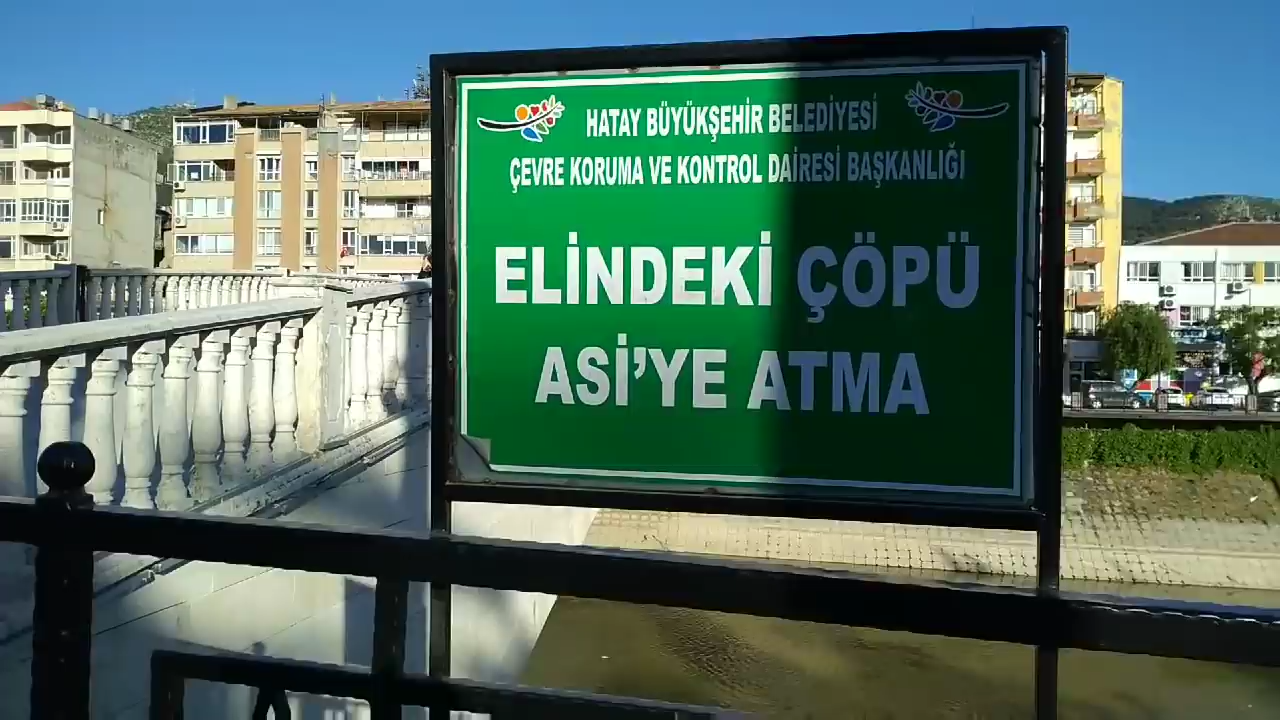 HATAY BÜYÜKŞEHİR BELEDİYESİ
ÇEVRE KORUMA VE KONTROL DAİRESİ BAŞKANLIĞI
ELİNDEKİ ÇÖPÜ
ASİ'YE ATMA